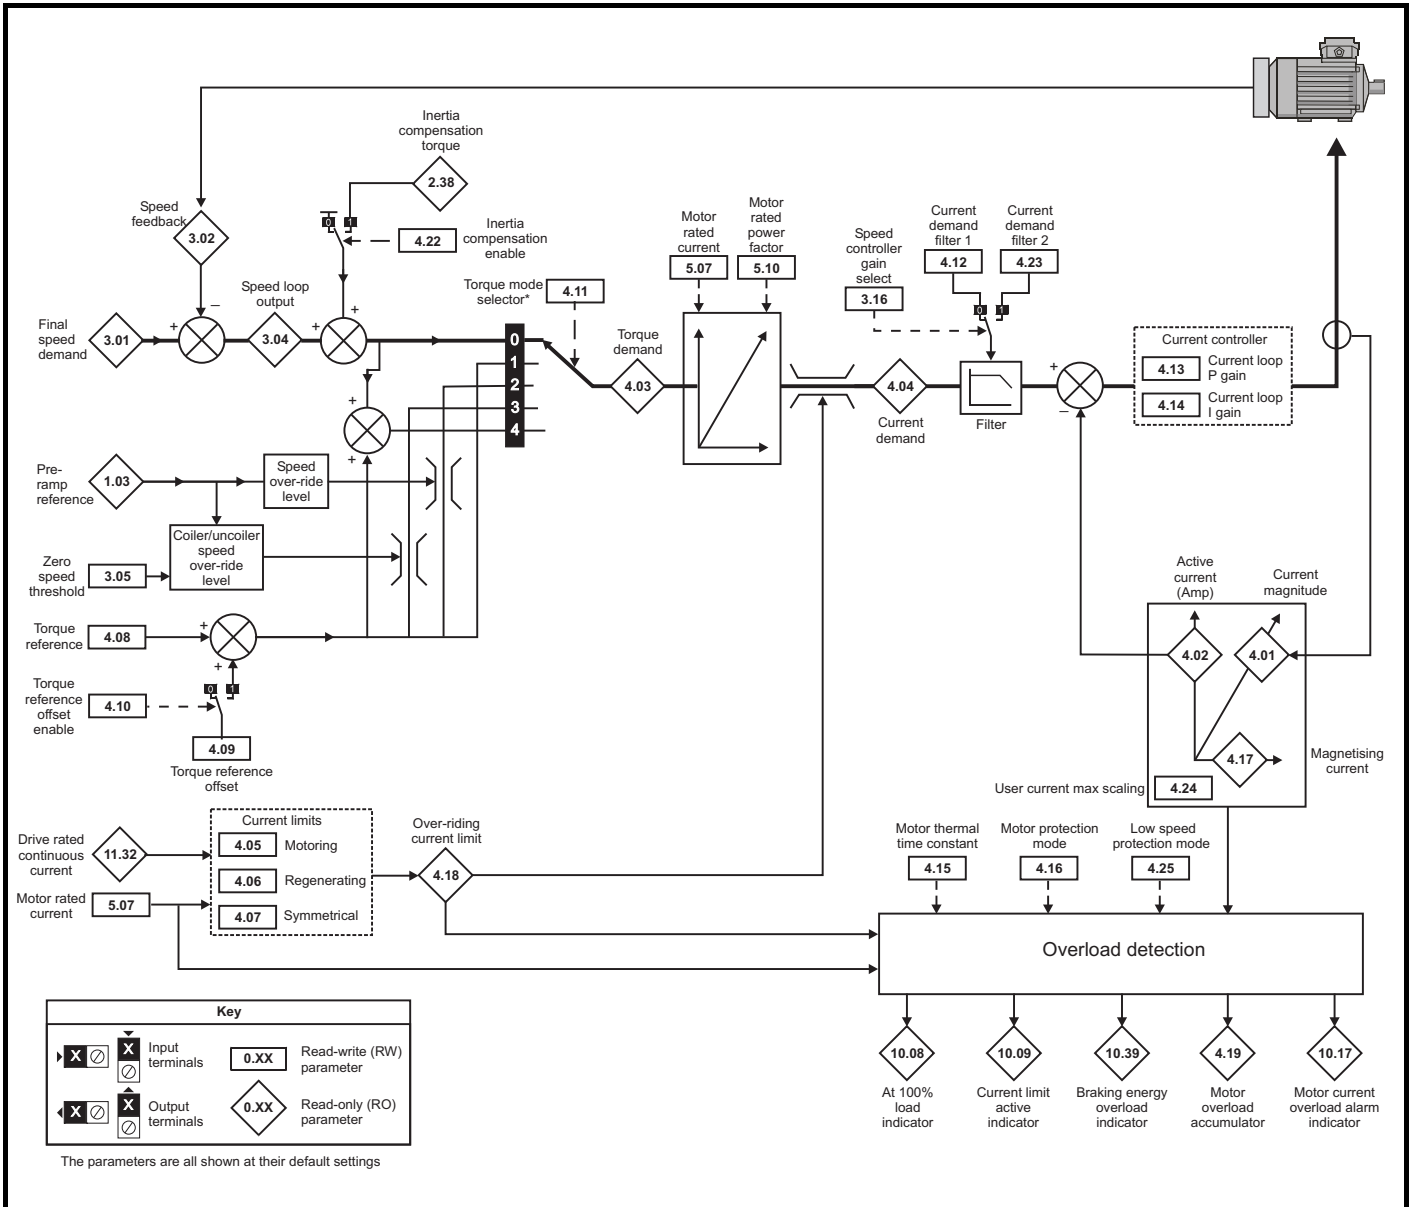 Inertia
compensation
torque
2.38
Speed
feedback
3.02
0 1
4.22
Inertia
compensation
enable
Motor
rated
current
5.07
Motor
rated
power
factor
5.10
Speed
controller
gain
select
3.16
Current
demand
filter 1
4.12
Current
demand
filter 2
4.23
0 1
Final
speed
demand
3.01
+
–
Speed loop
output
3.04
+
+
Torque mode
selector*
4.11
0
1
2
3
4
Torque
demand
4.03
4.04
Current
demand
Filter
+
–
Current controller
4.13
Current loop
P gain
4.14
Current loop
I gain
+
+
Pre-
ramp
reference
1.03
Speed
over-ride
level
Coiler/uncoiler
speed
over-ride
level
Zero
speed
threshold
3.05
Torque
reference
4.08
+
+
Torque
reference
offset
enable
4.10
0 1
4.09
Torque reference
offset
Active
current
(Amp)
Current
magnitude
4.02
4.01
4.17
Magnetising
current
User current max scaling
4.24
Drive rated
continuous
current
11.32
Motor rated
current
5.07
Current limits
4.05
Motoring
4.06
Regenerating
4.07
Symmetrical
Over-riding
current limit
4.18
Motor thermal
time constant
4.15
Motor protection
mode
4.16
Low speed
protection mode
4.25
Overload detection
10.08
At 100%
load
indicator
10.09
Current limit
active
indicator
10.39
Braking energy
overload
indicator
4.19
Motor
overload
accumulator
10.17
Motor current
overload alarm
indicator
Key
X
X
Input
terminals
0.XX
Read-write (RW)
parameter
X
X
Output
terminals
0.XX
Read-only (RO)
parameter
The parameters are all shown at their default settings